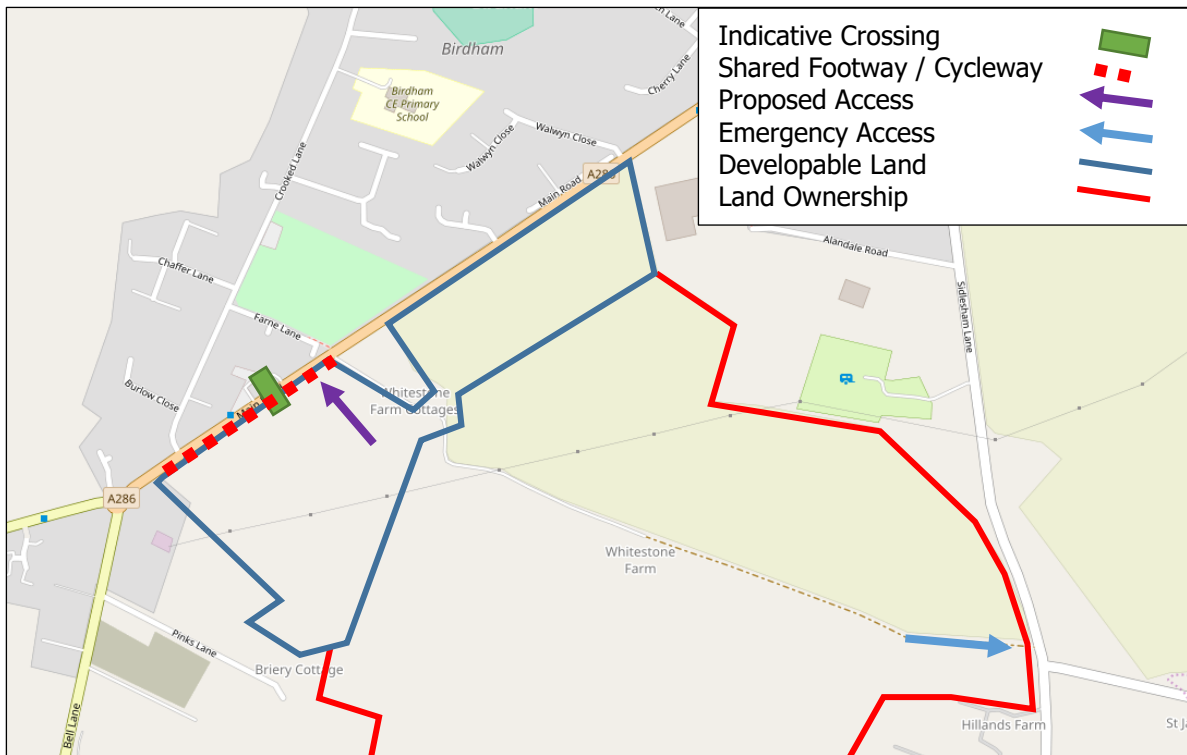 Indicative Crossing
Shared Footway / Cycleway
Proposed Access
Emergency Access
Developable Land
Land Ownership
Birdham
Cherry Lane
Birdham
CE Primary
School
Walwyn Close
Walwyn Close
Crooked Lane
A286
Main Road
Alandale Road
Sidlesham Lane
Chaffer Lane
Farne Lane
Burlow Close
Main
Whitestone
Farm Cottages
A286
Whitestone
Farm
Pinks Lane
Briery Cottage
Bell Lane
Hillands Farm
St Ja